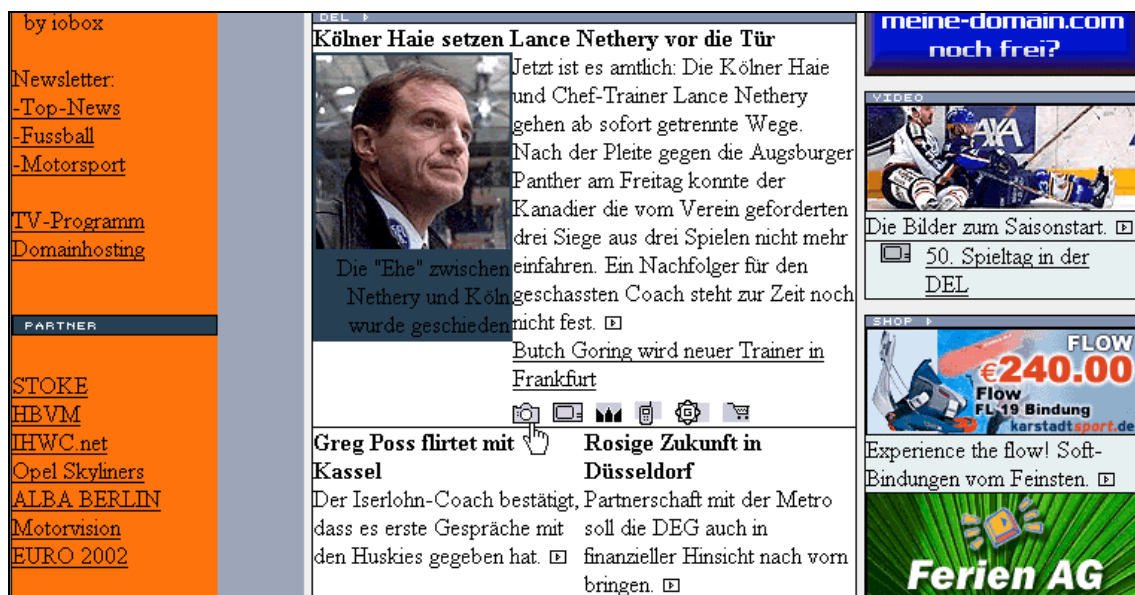 by iobox
Newsletter:
-Top-News
-Fussball
-Motorsport
TV-Programm
Domainhosting
PARTNER
STOKE
HBVM
IHWC.net
Opel Skyliners
ALBA BERLIN
Motorvision
EURO 2002
DEL
Kölner Haie setzen Lance Nethery vor die Tür
Jetzt ist es amtlich: Die Kölner Haie
und Chef-Trainer Lance Nethery
gehen ab sofort getrennte Wege.
Nach der Pleite gegen die Augsburger
Panther am Freitag konnte der
Kanadier die vom Verein geforderten
drei Siege aus drei Spielen nicht mehr
einfahren. Ein Nachfolger für den
geschassten Coach steht zur Zeit noch
nicht fest.
Die "Ehe" zwischen
Nethery und Köln
wurde geschieden
Butch Goring wird neuer Trainer in
Frankfurt
Greg Poss flirtet mit
Kassel
Der Iserlohn-Coach bestätigt,
dass es erste Gespräche mit
den Huskies gegeben hat.
Rosige Zukunft in
Düsseldorf
Partnerschaft mit der Metro
soll die DEG auch in
finanzieller Hinsicht nach vorn
bringen.
meine-domain.com
noch frei?
VIDEO
AXA
Die Bilder zum Saisonstart.
50. Spieltag in der
DEL
SHOP
FLOW
€240.00
Flow
FL 19 Bindung
karstadtsport.de
Experience the flow! Soft-
Bindungen vom Feinsten.
Ferien AG